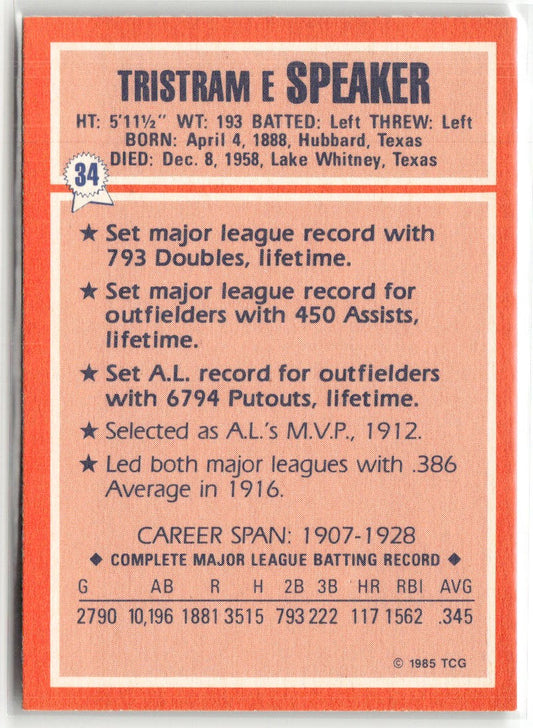 TRISTRAM E SPEAKER
HT: 5'11½" WT: 193 BATTED: Left THREW: Left
BORN: April 4, 1888, Hubbard, Texas
DIED: Dec. 8, 1958, Lake Whitney, Texas
34
★ Set major league record with
793 Doubles, lifetime.
★ Set major league record for
outfielders with 450 Assists,
lifetime.
★ Set A.L. record for outfielders
with 6794 Putouts, lifetime.
★ Selected as A.L.'s M.V.P., 1912.
★ Led both major leagues with .386
Average in 1916.
CAREER SPAN: 1907-1928
◆ COMPLETE MAJOR LEAGUE BATTING RECORD ◆
G AB R H 2B 3B HR RBI AVG
2790 10,196 1881 3515 793 222 117 1562 .345
© 1985 TCG